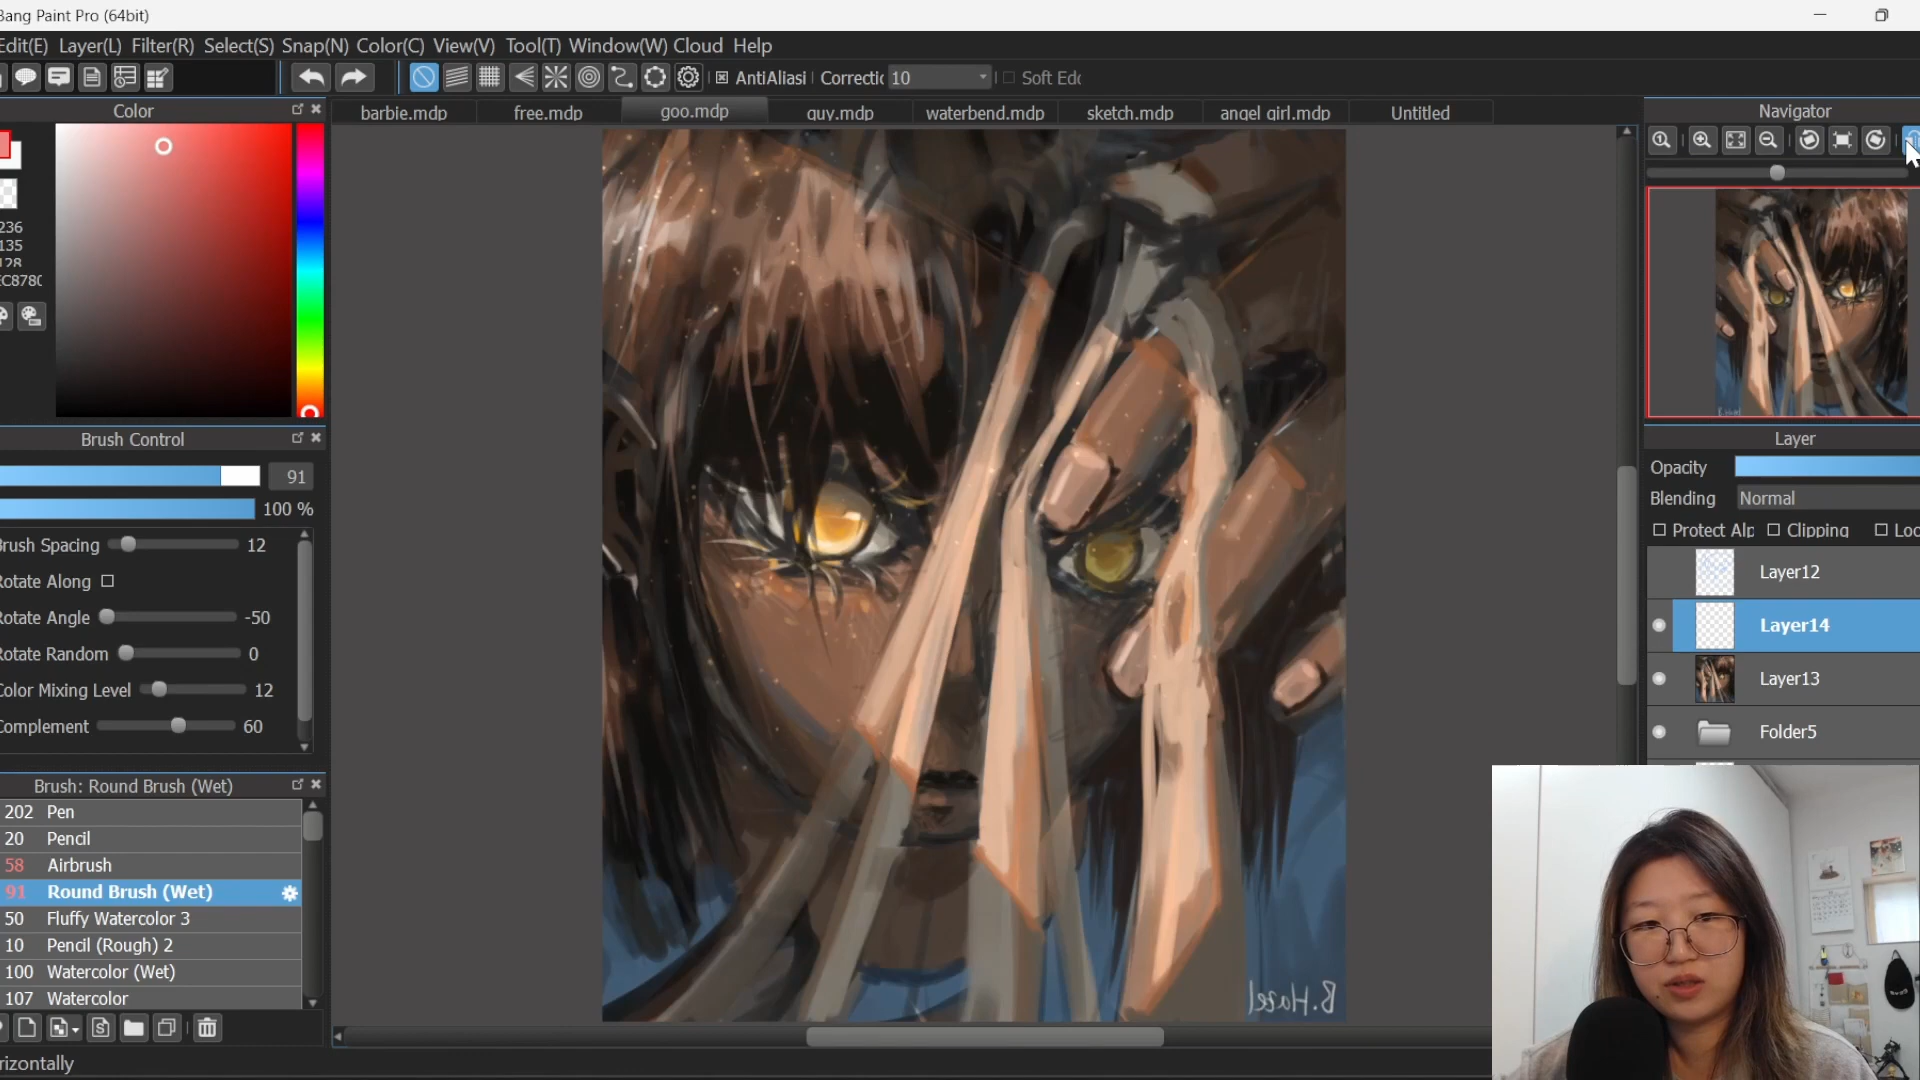 Bang Paint Pro (64bit)
Edit(E) Layer(L) Filter(R) Select(S) Snap(N) Color(C) View(V) Tool(T) Window(W) Cloud Help
AntiAliasi Correctic 10 Soft Edc
Color
barbie.mdp free.mdp goo.mdp guy.mdp waterbend.mdp sketch.mdp angel girl.mdp Untitled
Navigator
236
135
128
EC8780
Brush Control
91
100 %
Brush Spacing 12
Rotate Along
Rotate Angle -50
Rotate Random 0
Color Mixing Level 12
Complement 60
Brush: Round Brush (Wet)
202 Pen
20 Pencil
58 Airbrush
91 Round Brush (Wet)
50 Fluffy Watercolor 3
10 Pencil (Rough) 2
100 Watercolor (Wet)
107 Watercolor
rizontally
Layer
Opacity
Blending Normal
Protect Alp Clipping Loc
Layer12
Layer14
Layer13
Folder5
B.Hazel